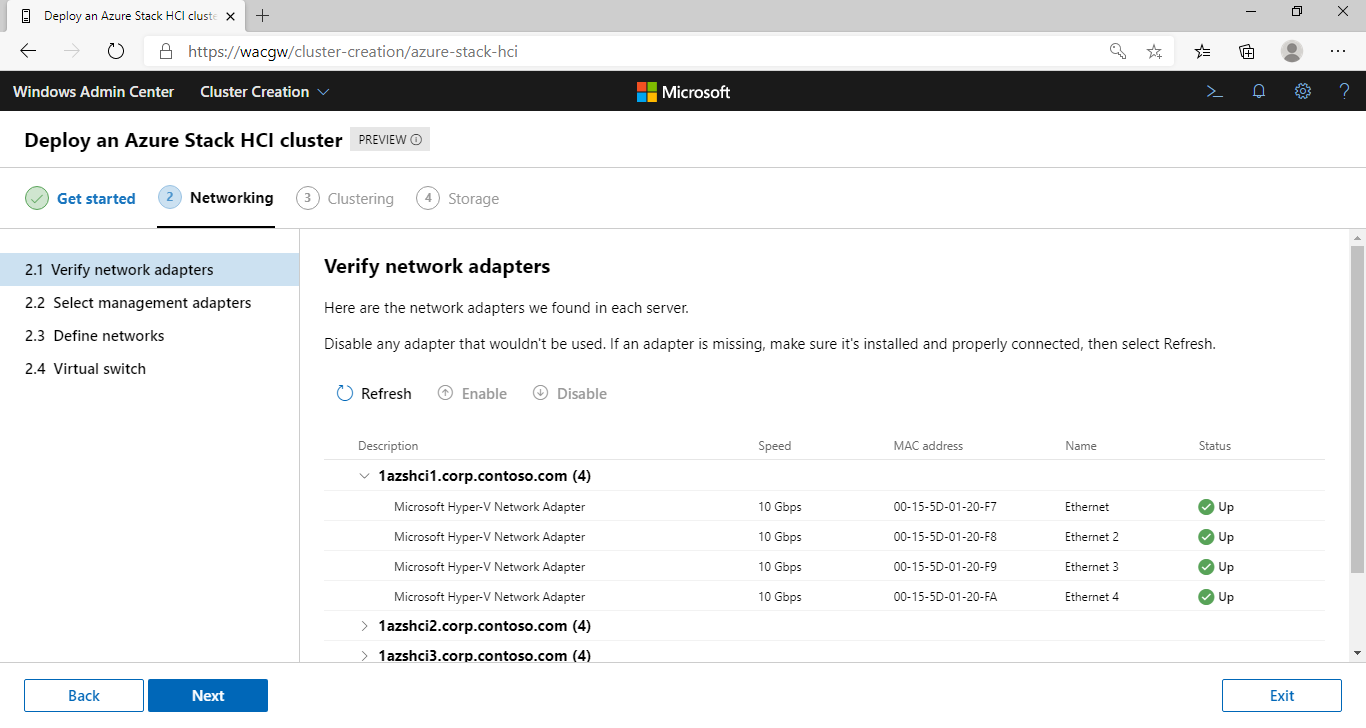 Deploy an Azure Stack HCI cluste
https://wacgw/cluster-creation/azure-stack-hci
Windows Admin Center Cluster Creation Microsoft
Deploy an Azure Stack HCI cluster PREVIEW
Get started 2 Networking 3 Clustering 4 Storage
2.1 Verify network adapters
2.2 Select management adapters
2.3 Define networks
2.4 Virtual switch
Verify network adapters
Here are the network adapters we found in each server.
Disable any adapter that wouldn't be used. If an adapter is missing, make sure it's installed and properly connected, then select Refresh.
Refresh Enable Disable
Description Speed MAC address Name Status
1azshci1.corp.contoso.com (4)
Microsoft Hyper-V Network Adapter 10 Gbps 00-15-5D-01-20-F7 Ethernet Up
Microsoft Hyper-V Network Adapter 10 Gbps 00-15-5D-01-20-F8 Ethernet 2 Up
Microsoft Hyper-V Network Adapter 10 Gbps 00-15-5D-01-20-F9 Ethernet 3 Up
Microsoft Hyper-V Network Adapter 10 Gbps 00-15-5D-01-20-FA Ethernet 4 Up
1azshci2.corp.contoso.com (4)
1azshci3.corp.contoso.com (4)
Back Next Exit